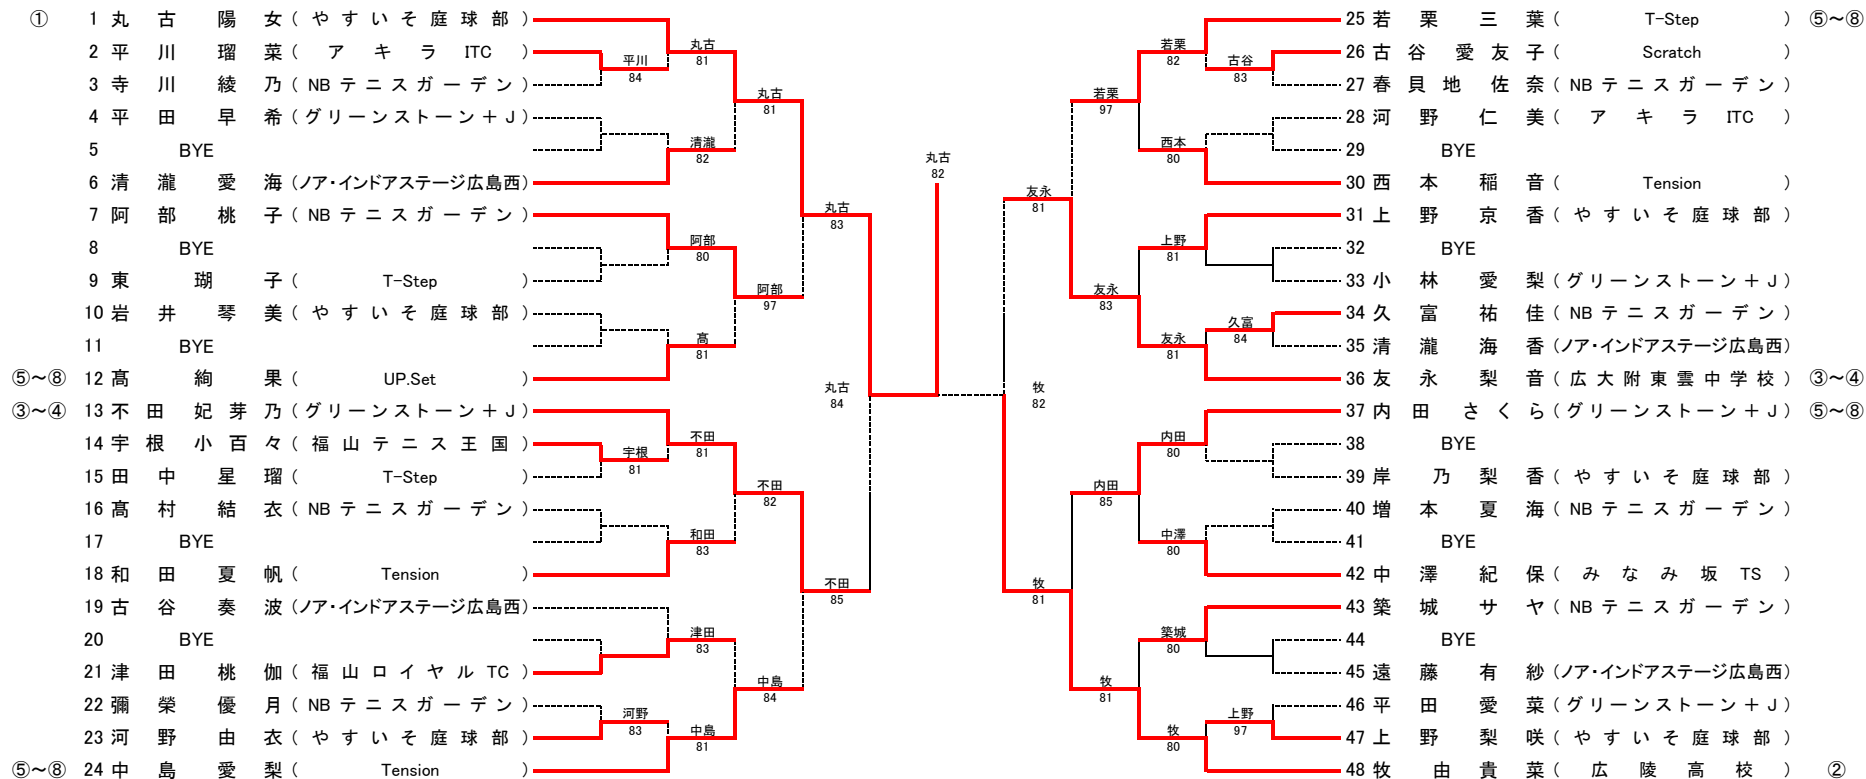 ① 1 丸古陽女 (やすいそ庭球部)
2 平川瑠菜 (アキラITC)
3 寺川綾乃 (NBテニスガーデン)
4 平田早希 (グリーンストーン+J)
5 BYE
6 清瀧愛海 (ノア・インドアステージ広島西)
7 阿部桃子 (NBテニスガーデン)
8 BYE
9 東瑚子 (T-Step)
10 岩井琴美 (やすいそ庭球部)
11 BYE
⑤~⑧ 12 髙絢果 (UP.Set)
③~④ 13 不田妃芽乃 (グリーンストーン+J)
14 宇根小百々 (福山テニス王国)
15 田中星瑠 (T-Step)
16 髙村結衣 (NBテニスガーデン)
17 BYE
18 和田夏帆 (Tension)
19 古谷奏波 (ノア・インドアステージ広島西)
20 BYE
21 津田桃伽 (福山ロイヤルTC)
22 彌榮優月 (NBテニスガーデン)
23 河野由衣 (やすいそ庭球部)
⑤~⑧ 24 中島愛梨 (Tension)
平川
84
宇根
81
河野
83
丸古
81
清瀧
82
阿部
80
髙
81
不田
81
和田
83
津田
83
中島
81
丸古
81
阿部
97
不田
82
中島
84
丸古
83
不田
85
丸古
84
丸古
82
牧
82
友永
81
牧
81
若栗
97
友永
83
内田
85
牧
81
若栗
82
西本
80
上野
81
友永
81
内田
80
中澤
80
築城
80
牧
80
古谷
83
久富
84
上野
97
25 若栗三葉 (T-Step) ⑤~⑧
26 古谷愛友子 (Scratch)
27 春貝地佐奈 (NBテニスガーデン)
28 河野仁美 (アキラITC)
29 BYE
30 西本稲音 (Tension)
31 上野京香 (やすいそ庭球部)
32 BYE
33 小林愛梨 (グリーンストーン+J)
34 久富祐佳 (NBテニスガーデン)
35 清瀧海香 (ノア・インドアステージ広島西)
36 友永梨音 (広大附東雲中学校) ③~④
37 内田さくら (グリーンストーン+J) ⑤~⑧
38 BYE
39 岸乃梨香 (やすいそ庭球部)
40 増本夏海 (NBテニスガーデン)
41 BYE
42 中澤紀保 (みなみ坂TS)
43 築城サヤ (NBテニスガーデン)
44 BYE
45 遠藤有紗 (ノア・インドアステージ広島西)
46 平田愛菜 (グリーンストーン+J)
47 上野梨咲 (やすいそ庭球部)
48 牧由貴菜 (広陵高校) ②